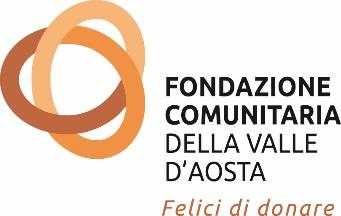 FONDAZIONE
COMUNITARIA
DELLA VALLE
D'AOSTA
Felici di donare